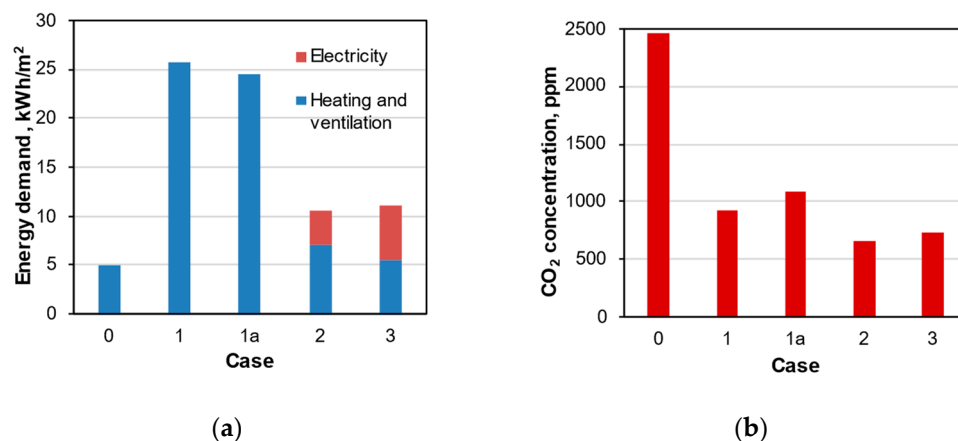 30
25
20
15
10
5
0
Energy demand, kWh/m²
Electricity
Heating and
ventilation
0 1 1a 2 3
Case
(a)
2500
2000
1500
1000
500
0
CO₂ concentration, ppm
0 1 1a 2 3
Case
(b)